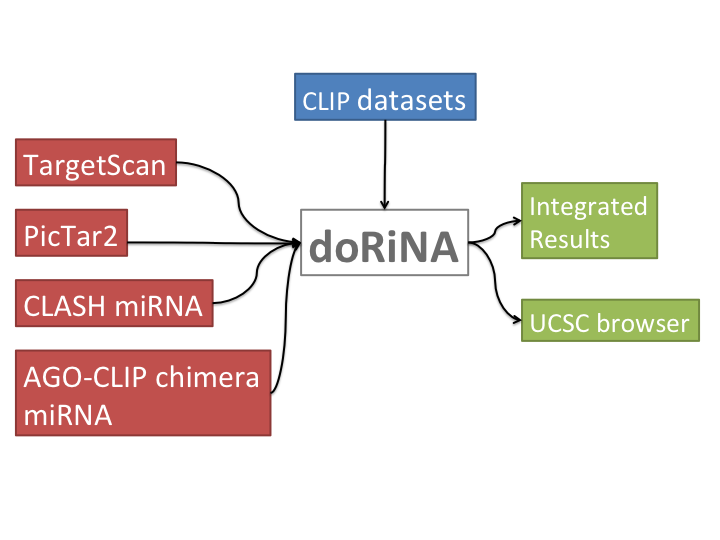 CLIP datasets
TargetScan
PicTar2
CLASH miRNA
AGO-CLIP chimera
miRNA
doRiNA
Integrated
Results
UCSC browser